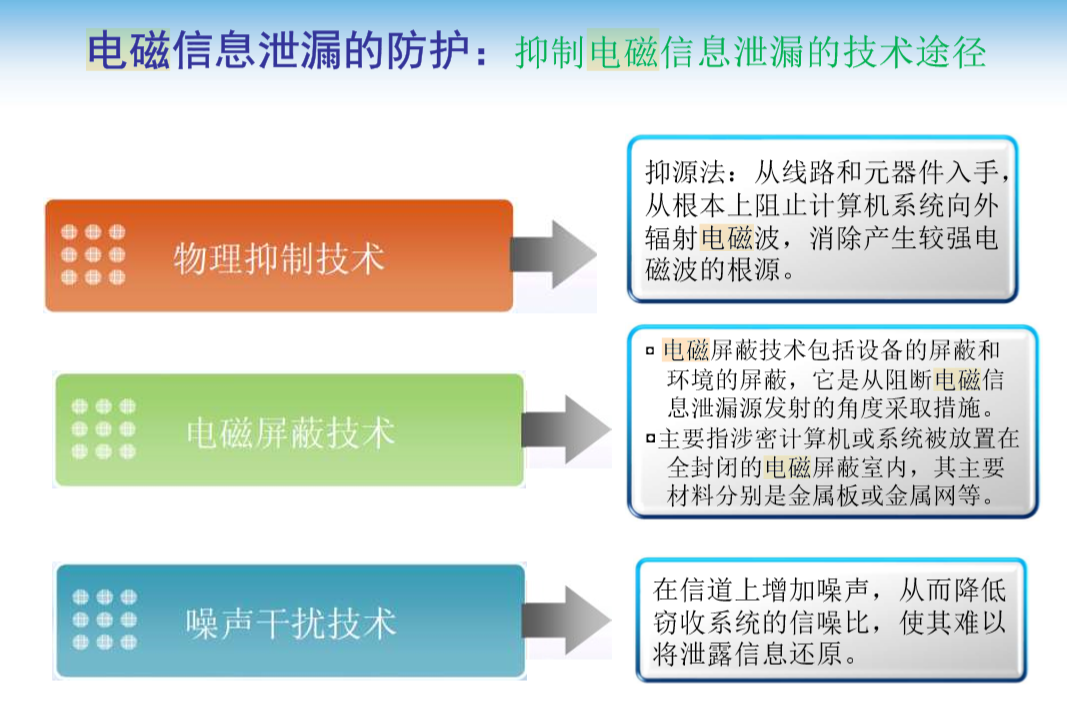 电磁信息泄漏的防护：抑制电磁信息泄漏的技术途径
物理抑制技术
抑源法：从线路和元器件入手，
从根本上阻止计算机系统向外
辐射电磁波，消除产生较强电
磁波的根源。
电磁屏蔽技术
▫ 电磁屏蔽技术包括设备的屏蔽和
环境的屏蔽，它是从阻断电磁信
息泄漏源发射的角度采取措施。
▫主要指涉密计算机或系统被放置在
全封闭的电磁屏蔽室内，其主要
材料分别是金属板或金属网等。
噪声干扰技术
在信道上增加噪声，从而降低
窃收系统的信噪比，使其难以
将泄露信息还原。